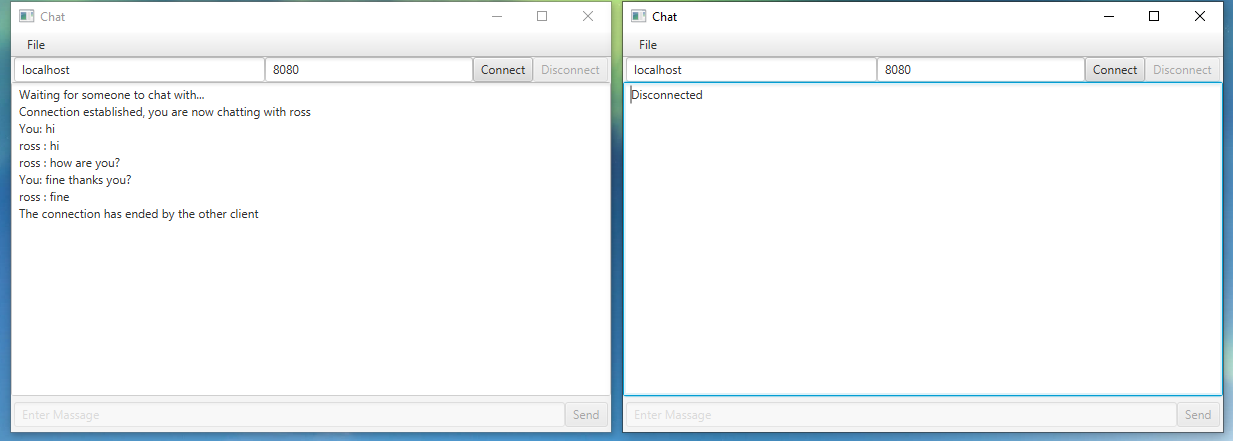 Chat
File
localhost 8080 Connect Disconnect
Waiting for someone to chat with...
Connection established, you are now chatting with ross
You: hi
ross : hi
ross : how are you?
You: fine thanks you?
ross : fine
The connection has ended by the other client
Enter Massage Send
Chat
File
localhost 8080 Connect Disconnect
Disconnected
Enter Massage Send